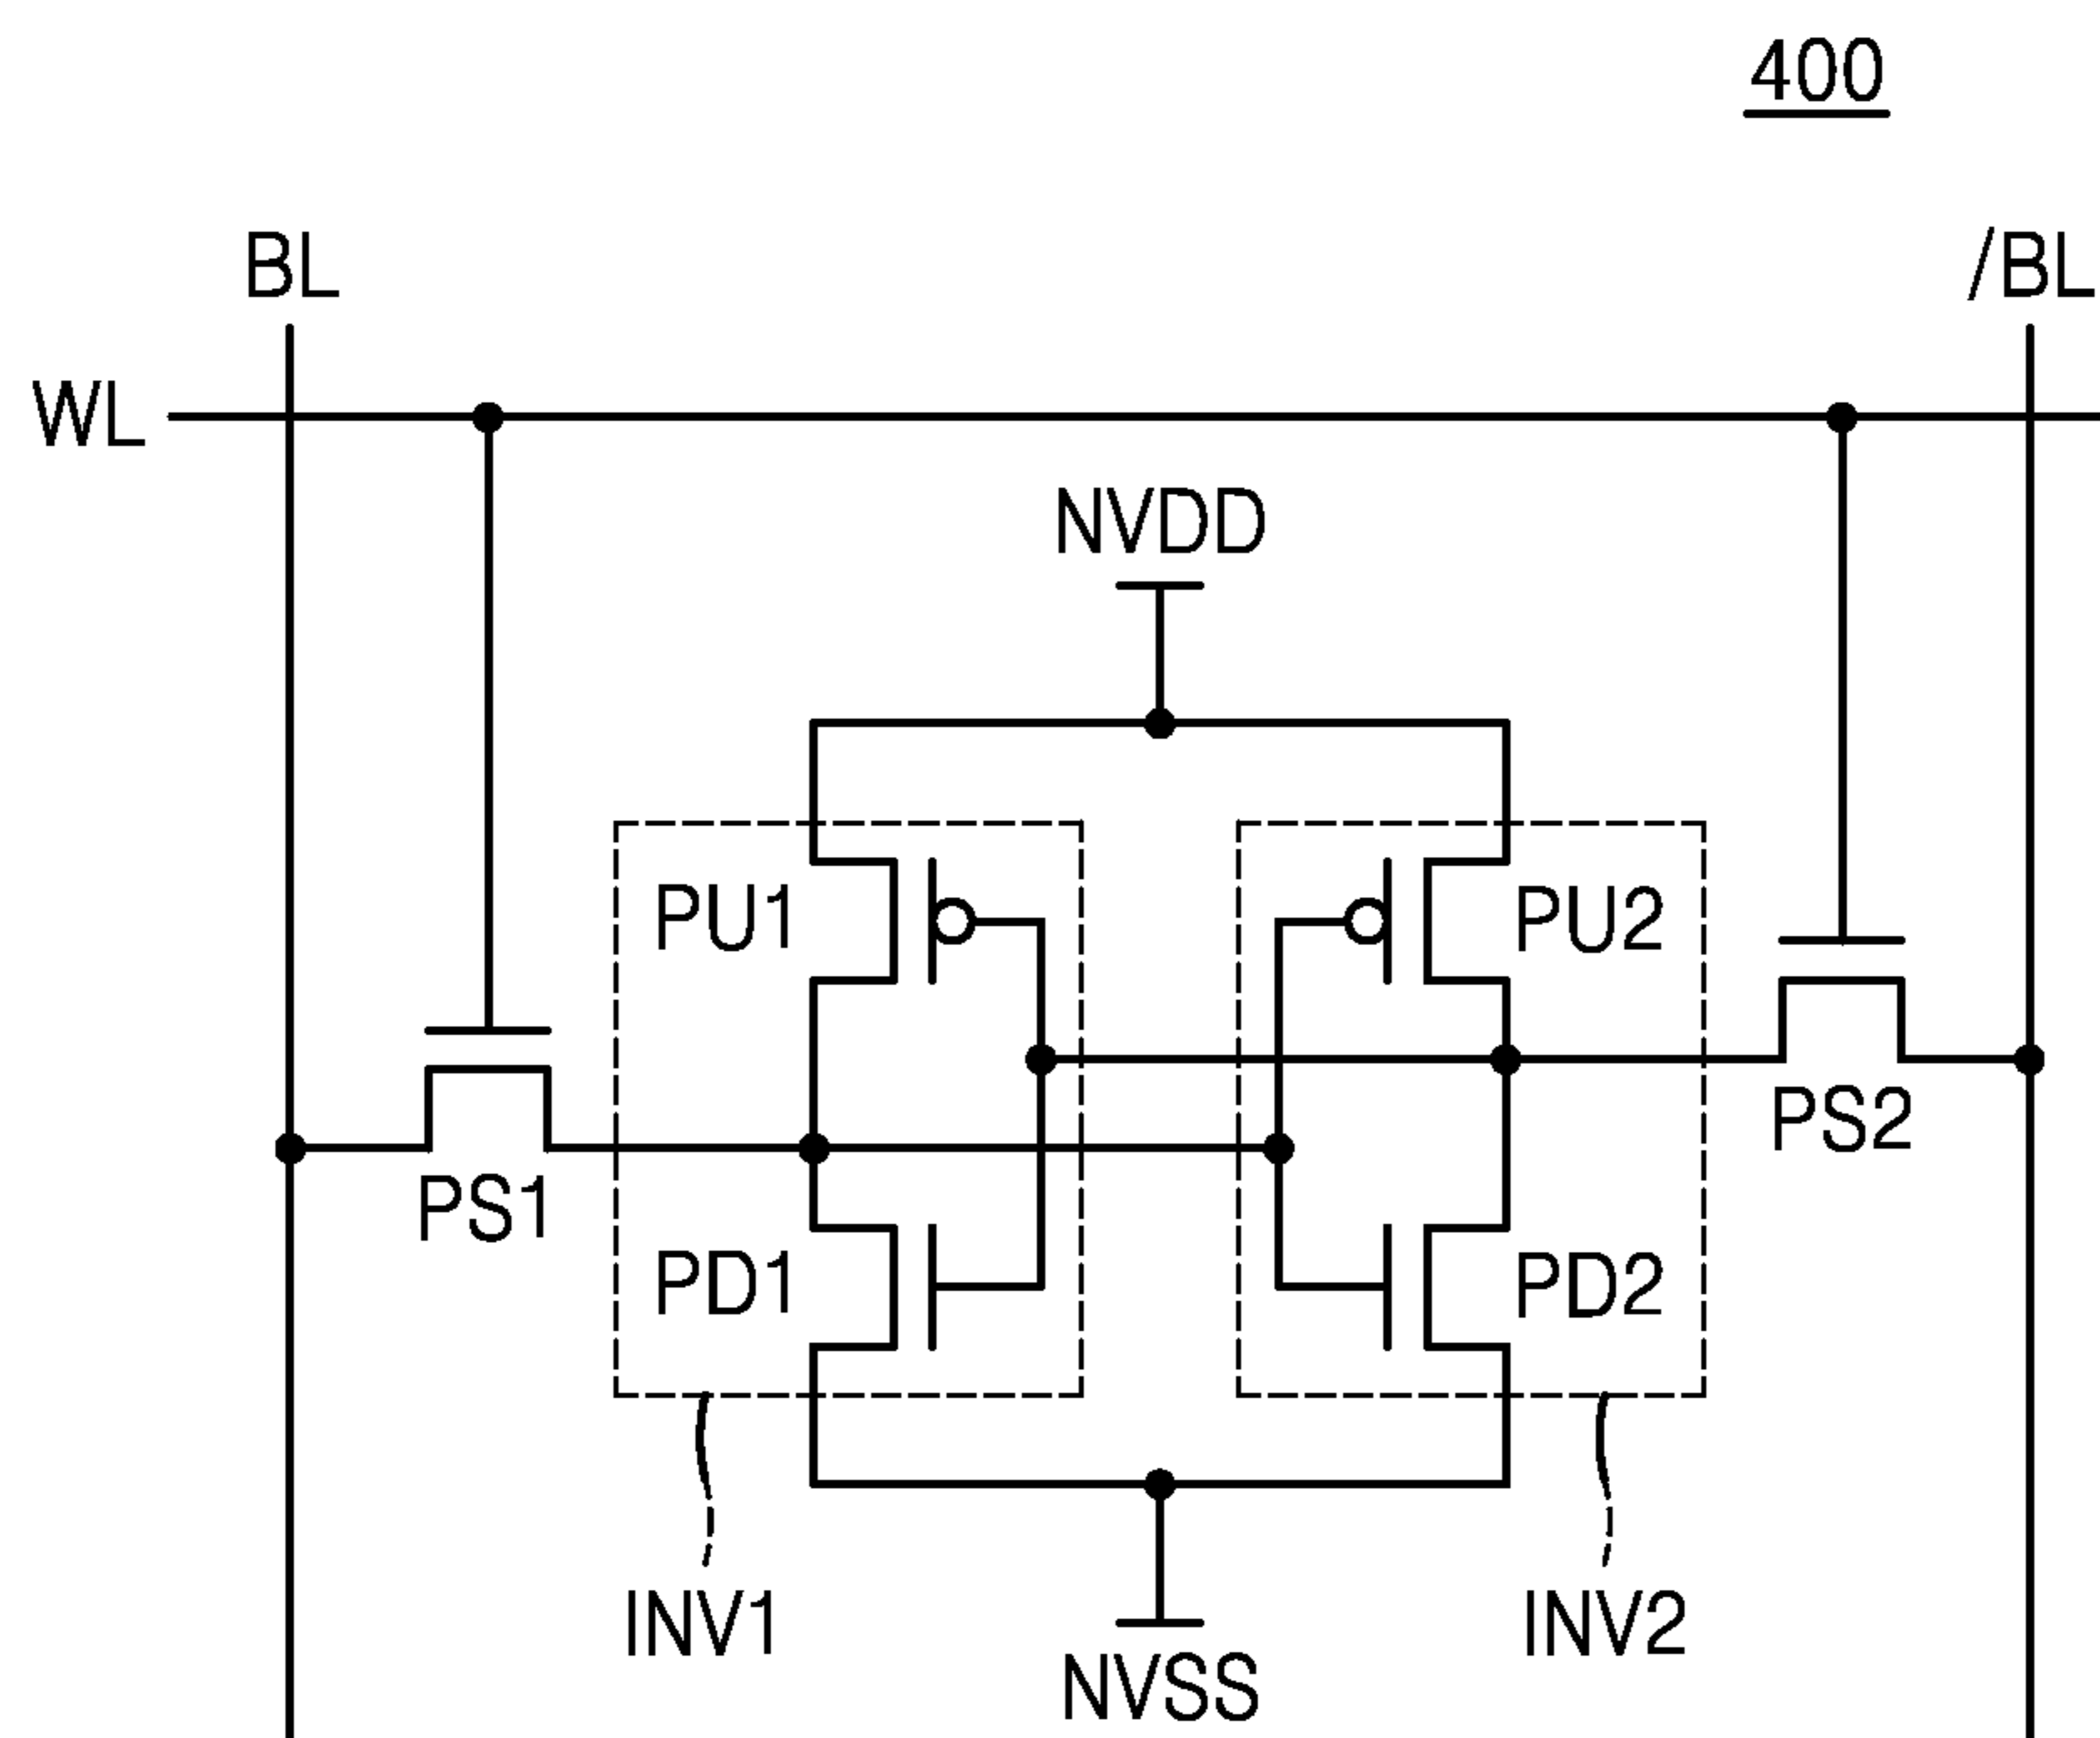 400
BL
/BL
WL
NVDD
PU1
PU2
PS1
PS2
PD1
PD2
INV1
INV2
NVSS